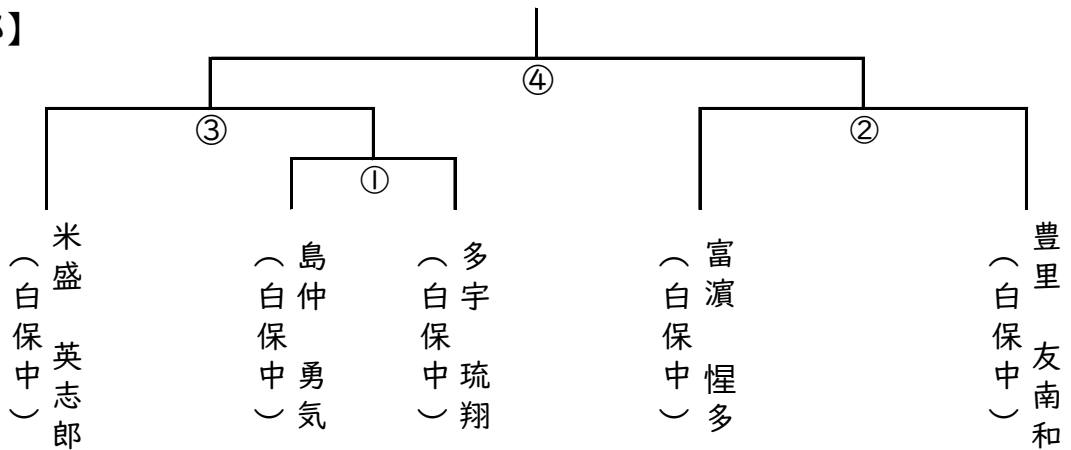 】
④
③
②
①
米盛 英志郎
(白保中)
島仲 勇気
(白保中)
多宇 琉翔
(白保中)
富濵 惺多
(白保中)
豊里 友南和
(白保中)